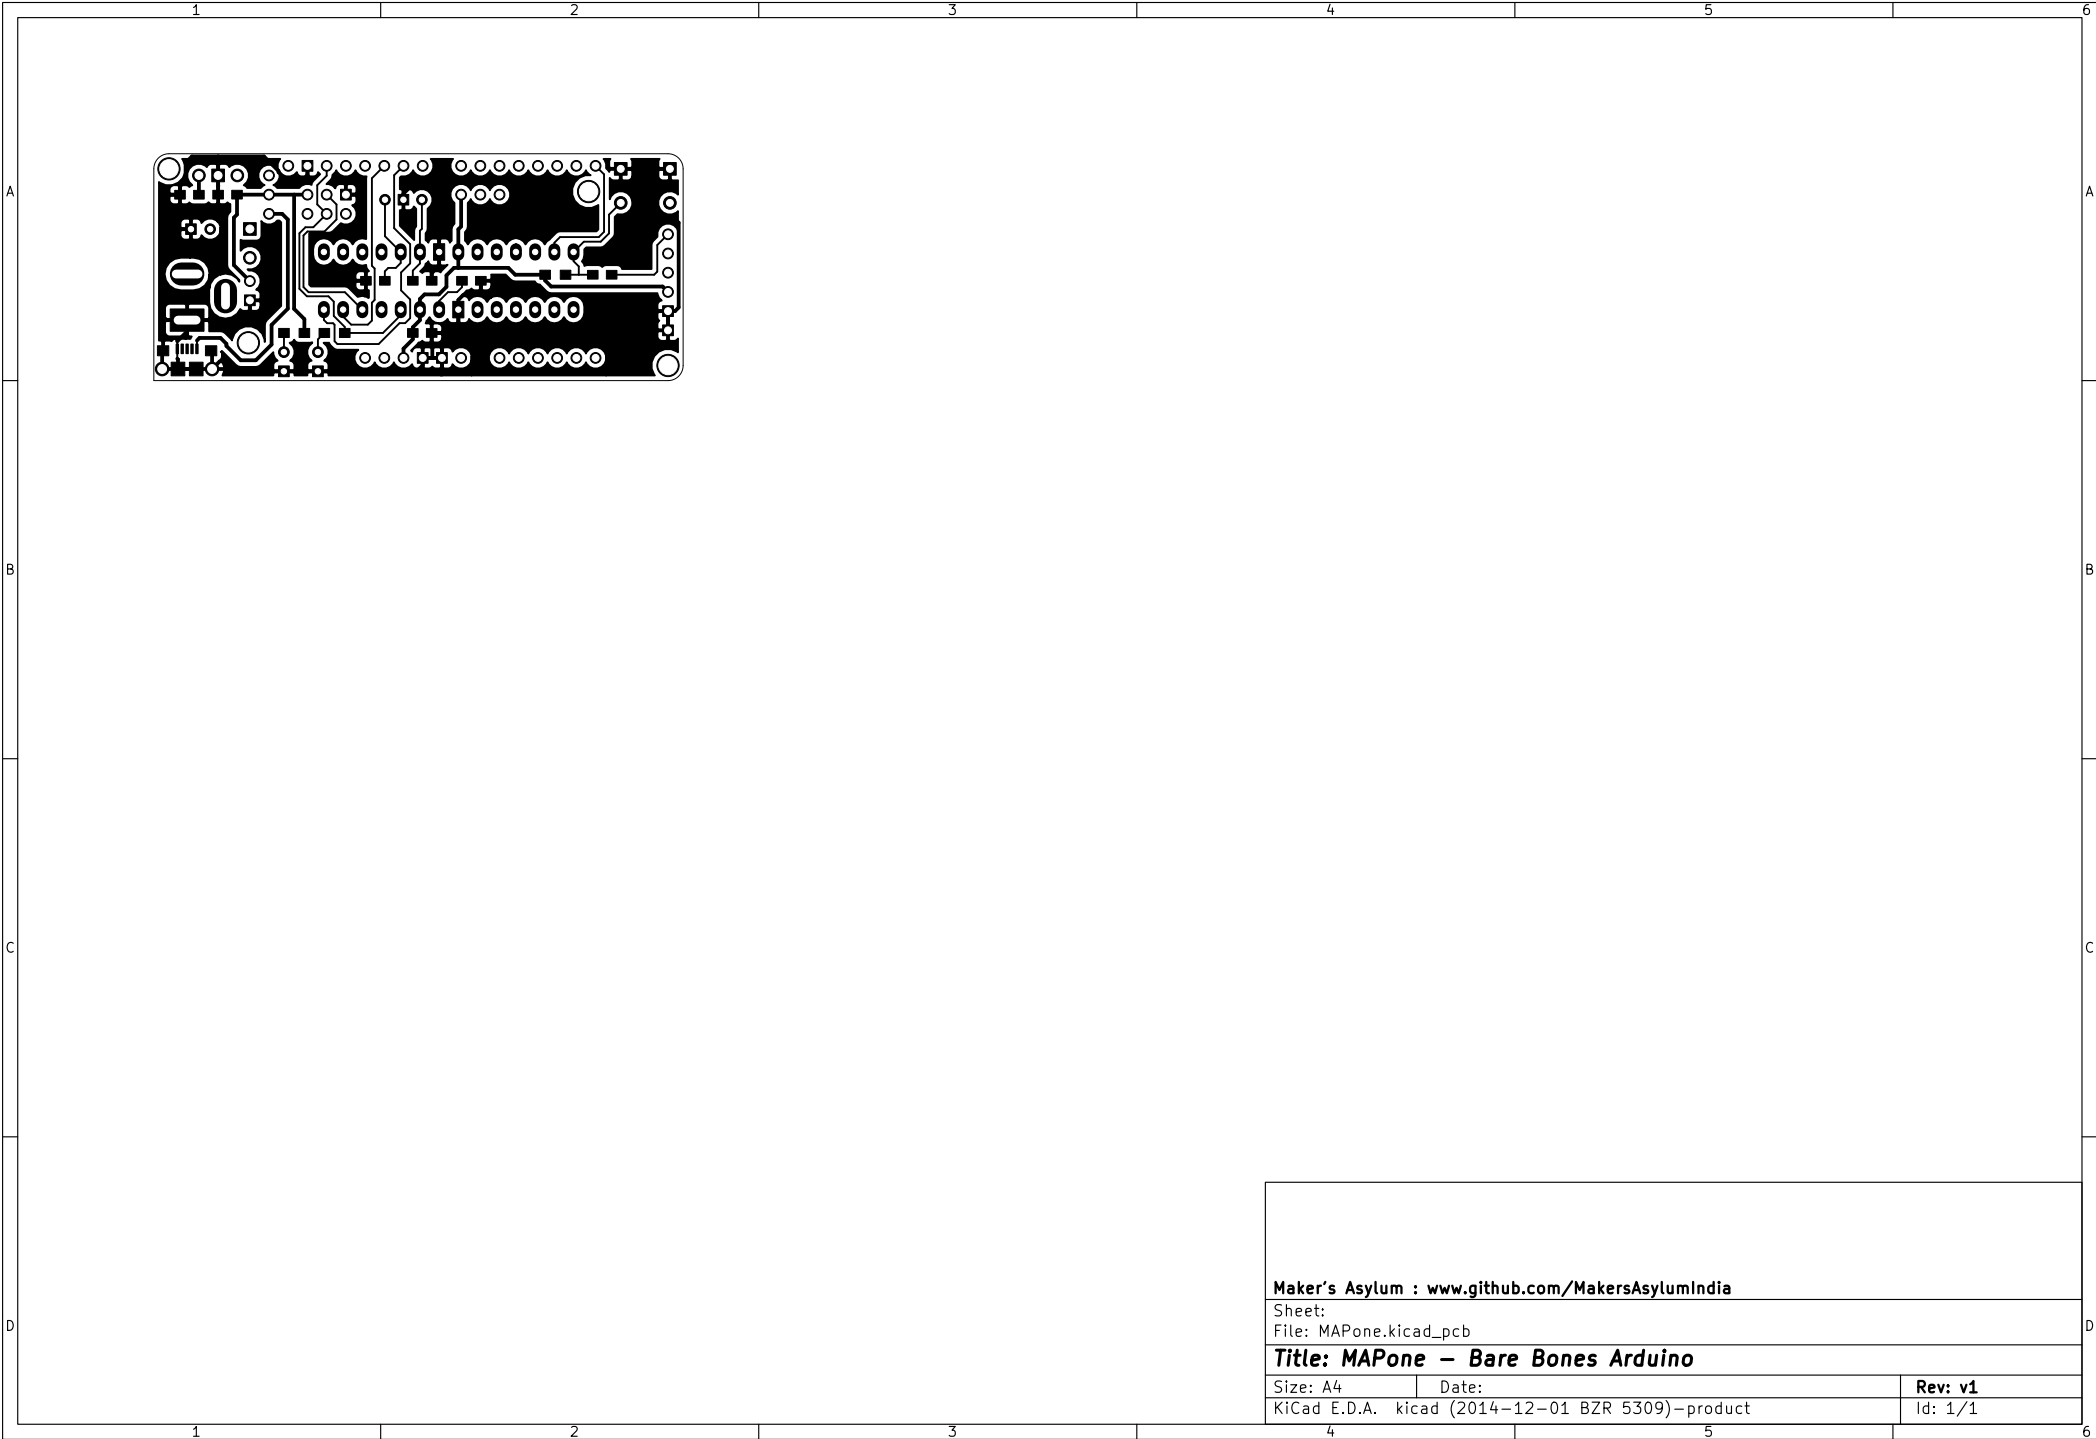 1 2 3 4 5 6
A A
B B
C C
Maker's Asylum : www.github.com/MakersAsylumIndia
Sheet:
File: MAPone.kicad_pcb
D D
Title: MAPone – Bare Bones Arduino
Size: A4 Date: Rev: v1
KiCad E.D.A. kicad (2014–12–01 BZR 5309)–product Id: 1/1
1 2 3 4 5 6